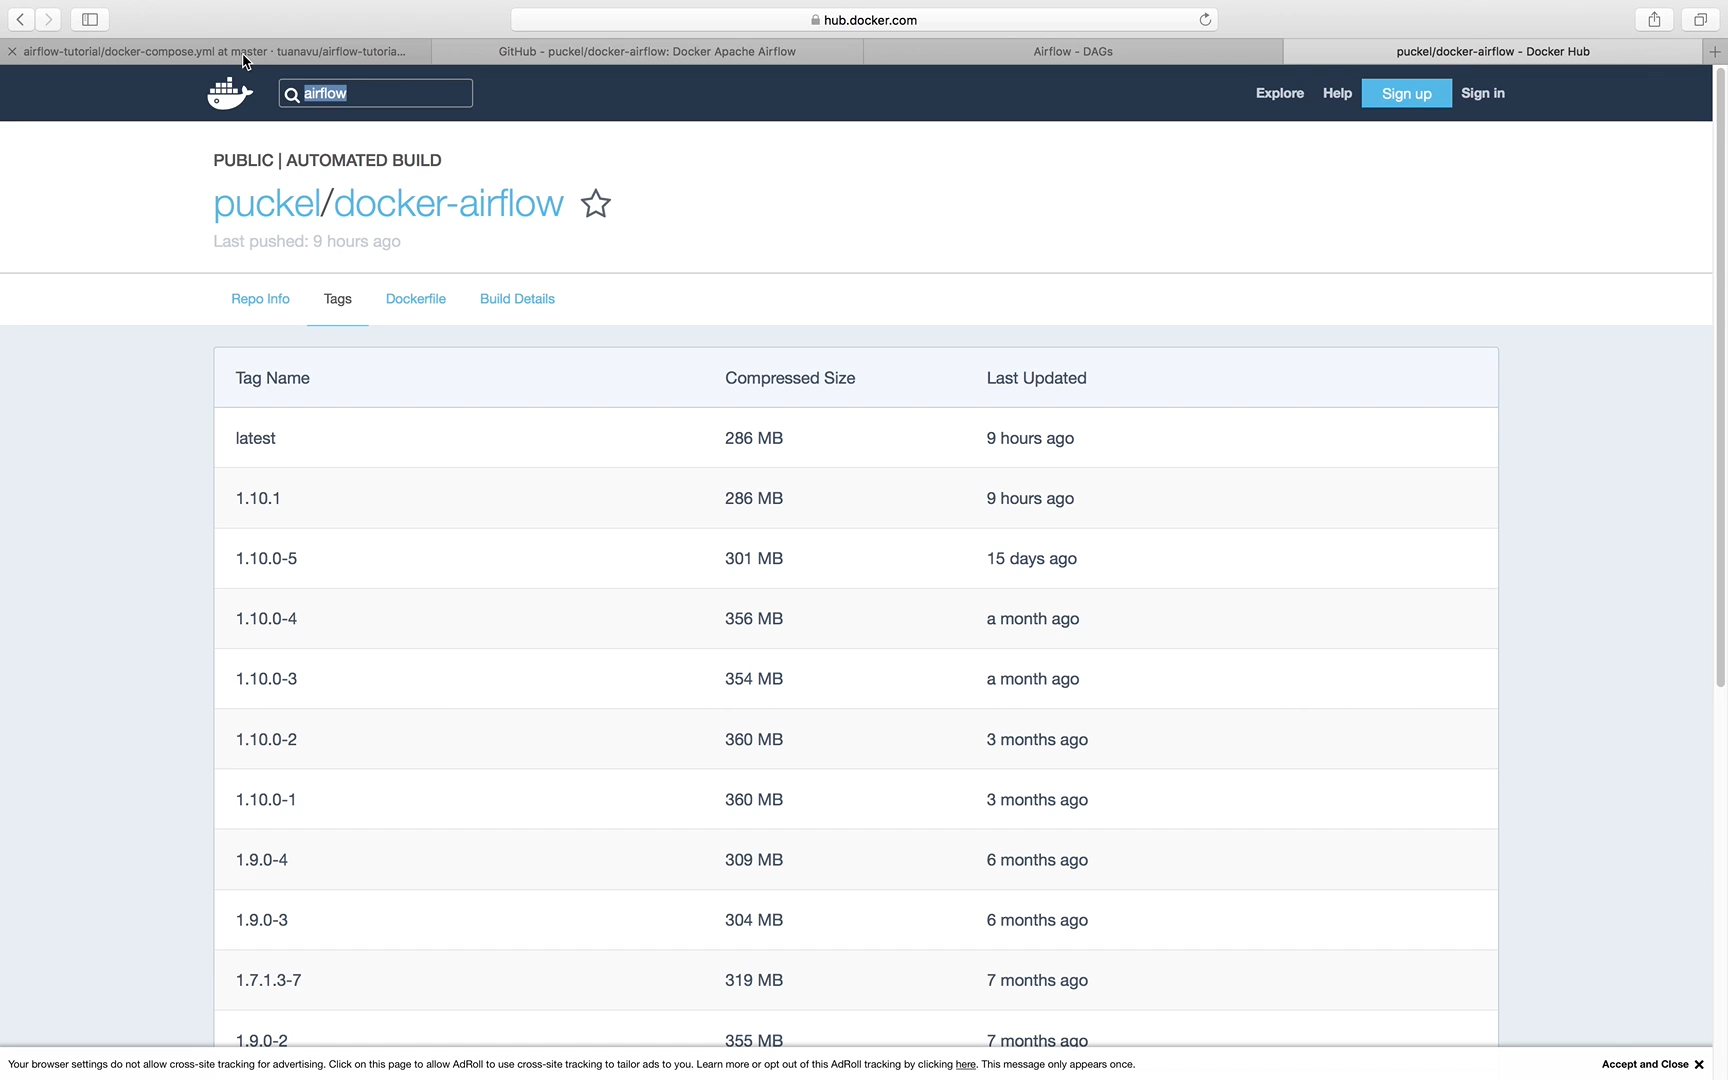 hub.docker.com
airflow-tutorial/docker-compose.yml at master · tuanavu/airflow-tutoria...
GitHub - puckel/docker-airflow: Docker Apache Airflow
Airflow - DAGs
puckel/docker-airflow - Docker Hub
airflow
Explore
Help
Sign up
Sign in
PUBLIC | AUTOMATED BUILD
puckel/docker-airflow
Last pushed: 9 hours ago
Repo Info
Tags
Dockerfile
Build Details
Tag Name Compressed Size Last Updated
latest 286 MB 9 hours ago
1.10.1 286 MB 9 hours ago
1.10.0-5 301 MB 15 days ago
1.10.0-4 356 MB a month ago
1.10.0-3 354 MB a month ago
1.10.0-2 360 MB 3 months ago
1.10.0-1 360 MB 3 months ago
1.9.0-4 309 MB 6 months ago
1.9.0-3 304 MB 6 months ago
1.7.1.3-7 319 MB 7 months ago
1.9.0-2 355 MB 7 months ago
Your browser settings do not allow cross-site tracking for advertising. Click on this page to allow AdRoll to use cross-site tracking to tailor ads to you. Learn more or opt out of this AdRoll tracking by clicking here. This message only appears once.
Accept and Close